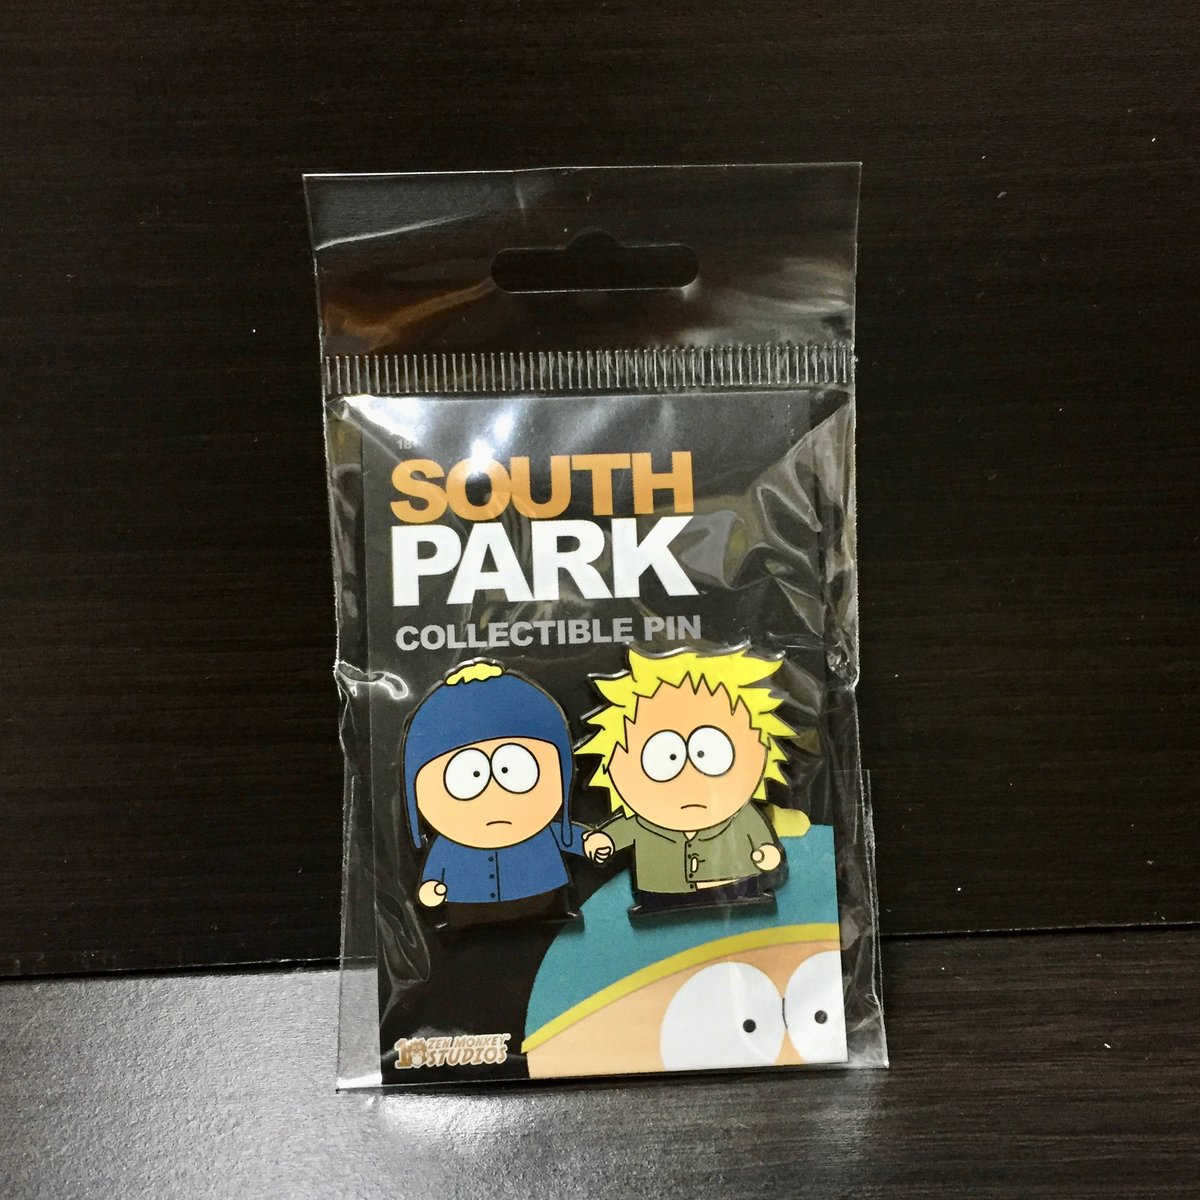 SOUTH
PARK
COLLECTIBLE PIN
ZEN MONKEY
STUDIOS